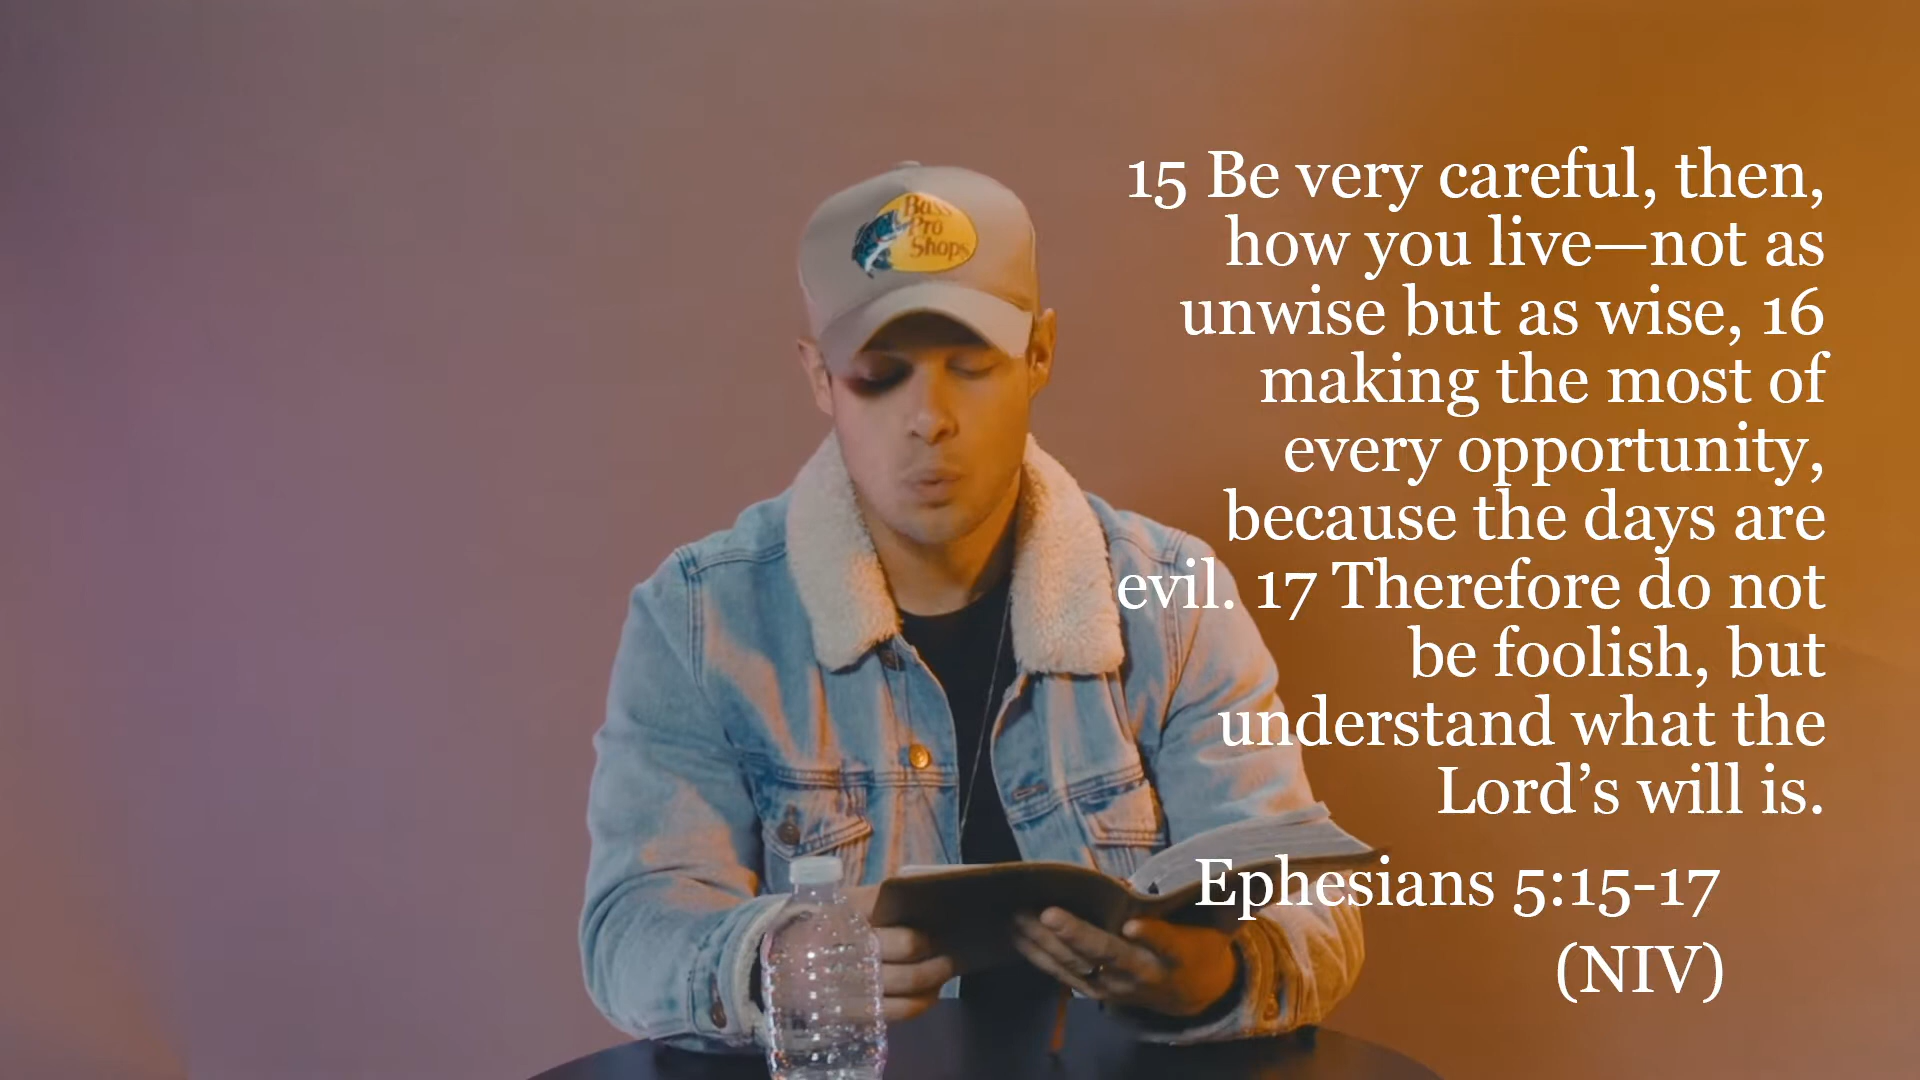 Bass
Pro
Shops
15 Be very careful, then,
how you live—not as
unwise but as wise, 16
making the most of
every opportunity,
because the days are
evil. 17 Therefore do not
be foolish, but
understand what the
Lord’s will is.
Ephesians 5:15-17
(NIV)